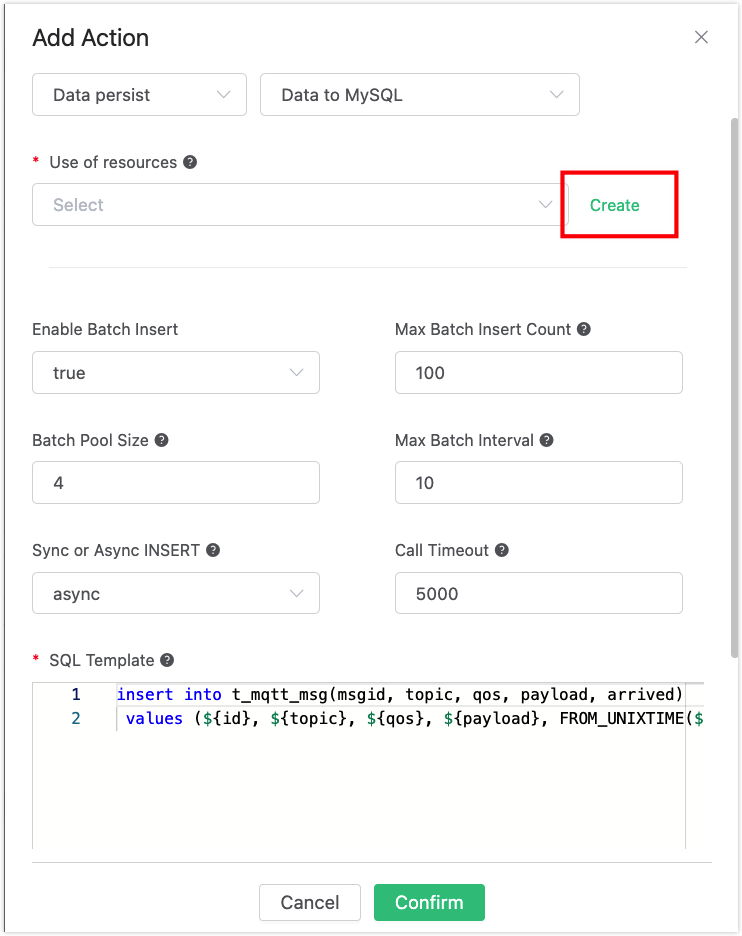 Add Action
Data persist
Data to MySQL
* Use of resources ?
Select
Create
Enable Batch Insert
Max Batch Insert Count ?
true
100
Batch Pool Size ?
Max Batch Interval ?
4
10
Sync or Async INSERT ?
Call Timeout ?
async
5000
* SQL Template ?
1 insert into t_mqtt_msg(msgid, topic, qos, payload, arrived)
2 values (${id}, ${topic}, ${qos}, ${payload}, FROM_UNIXTIME($
Cancel
Confirm